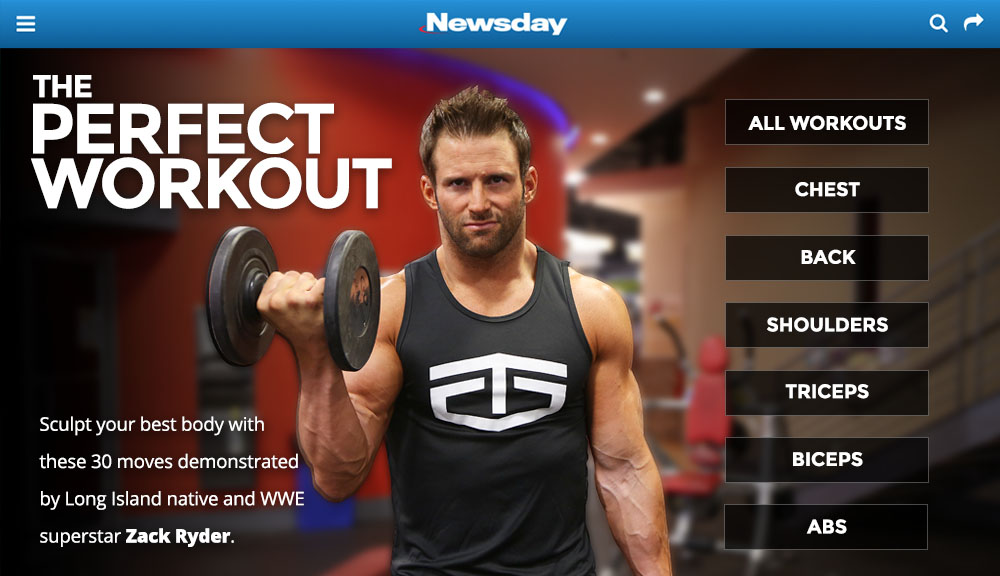 Newsday
THE
PERFECT
WORKOUT
Sculpt your best body with
these 30 moves demonstrated
by Long Island native and WWE
superstar Zack Ryder.
ALL WORKOUTS
CHEST
BACK
SHOULDERS
TRICEPS
BICEPS
ABS